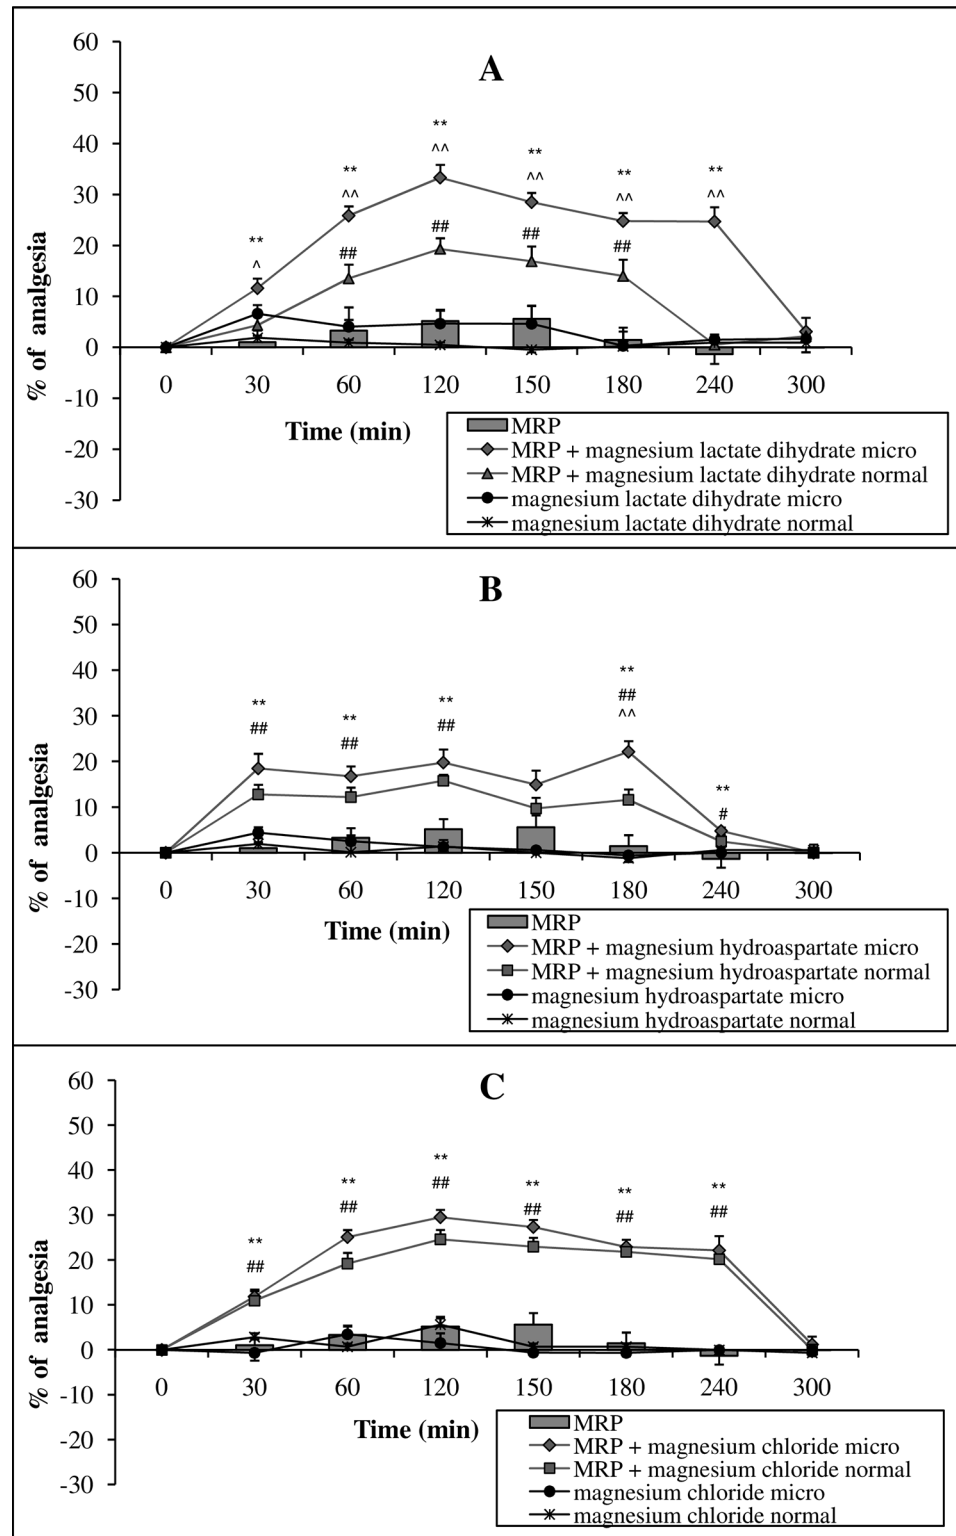 A
60
50
40
30
20
10
0
-10
-20
-30
% of analgesia
** ** ** ** ** **
^ ^^ ^^ ^^ ^^ ^^
## ## ## ##
0 30 60 120 150 180 240 300
Time (min)
MRP
MRP + magnesium lactate dihydrate micro
MRP + magnesium lactate dihydrate normal
magnesium lactate dihydrate micro
magnesium lactate dihydrate normal
B
60
50
40
30
20
10
0
-10
-20
-30
% of analgesia
** ** ** ** **
## ## ## ## #
^^
0 30 60 120 150 180 240 300
Time (min)
MRP
MRP + magnesium hydroaspartate micro
MRP + magnesium hydroaspartate normal
magnesium hydroaspartate micro
magnesium hydroaspartate normal
C
60
50
40
30
20
10
0
-10
-20
-30
% of analgesia
** ** ** ** ** **
## ## ## ## ## ##
0 30 60 120 150 180 240 300
Time (min)
MRP
MRP + magnesium chloride micro
MRP + magnesium chloride normal
magnesium chloride micro
magnesium chloride normal